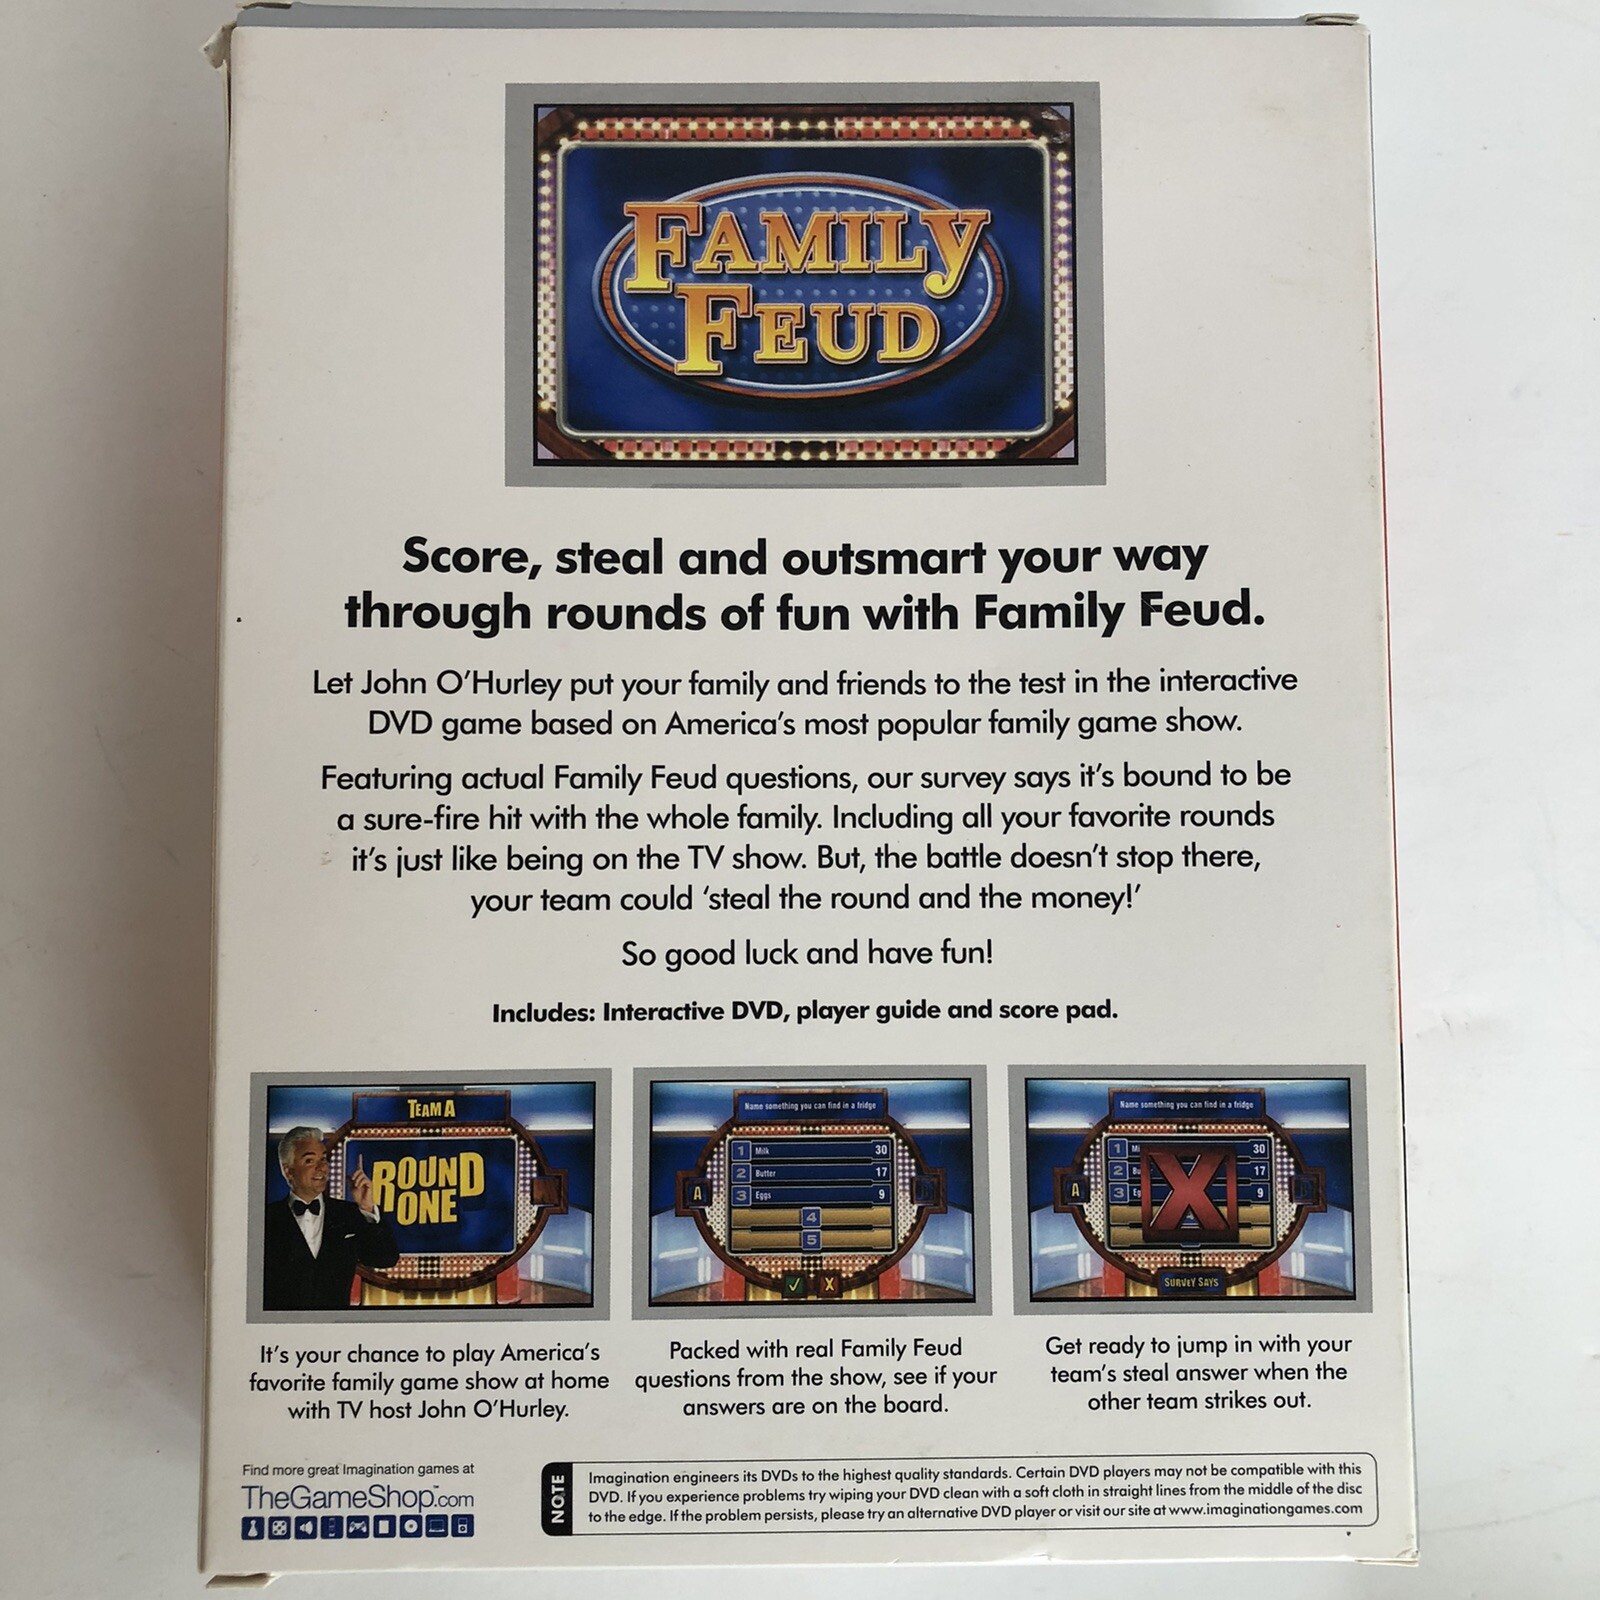 FAMILY
FEUD
Score, steal and outsmart your way
through rounds of fun with Family Feud.
Let John O'Hurley put your family and friends to the test in the interactive
DVD game based on America's most popular family game show.
Featuring actual Family Feud questions, our survey says it's bound to be
a sure-fire hit with the whole family. Including all your favorite rounds
it's just like being on the TV show. But, the battle doesn't stop there,
your team could 'steal the round and the money!'
So good luck and have fun!
Includes: Interactive DVD, player guide and score pad.
TEAM A
ROUND
ONE
Name something you can find in a fridge
1 Milk 30
2 Butter 17
3 Eggs 9
A
4
5
X
Name something you can find in a fridge
1 Mi 30
2 Bu 17
3 Eg 9
A
X
SURVEY SAYS
It's your chance to play America's
favorite family game show at home
with TV host John O'Hurley.
Packed with real Family Feud
questions from the show, see if your
answers are on the board.
Get ready to jump in with your
team's steal answer when the
other team strikes out.
Find more great Imagination games at
TheGameShop.com
NOTE
Imagination engineers its DVDs to the highest quality standards. Certain DVD players may not be compatible with this
DVD. If you experience problems try wiping your DVD clean with a soft cloth in straight lines from the middle of the disc
to the edge. If the problem persists, please try an alternative DVD player or visit our site at www.imaginationgames.com